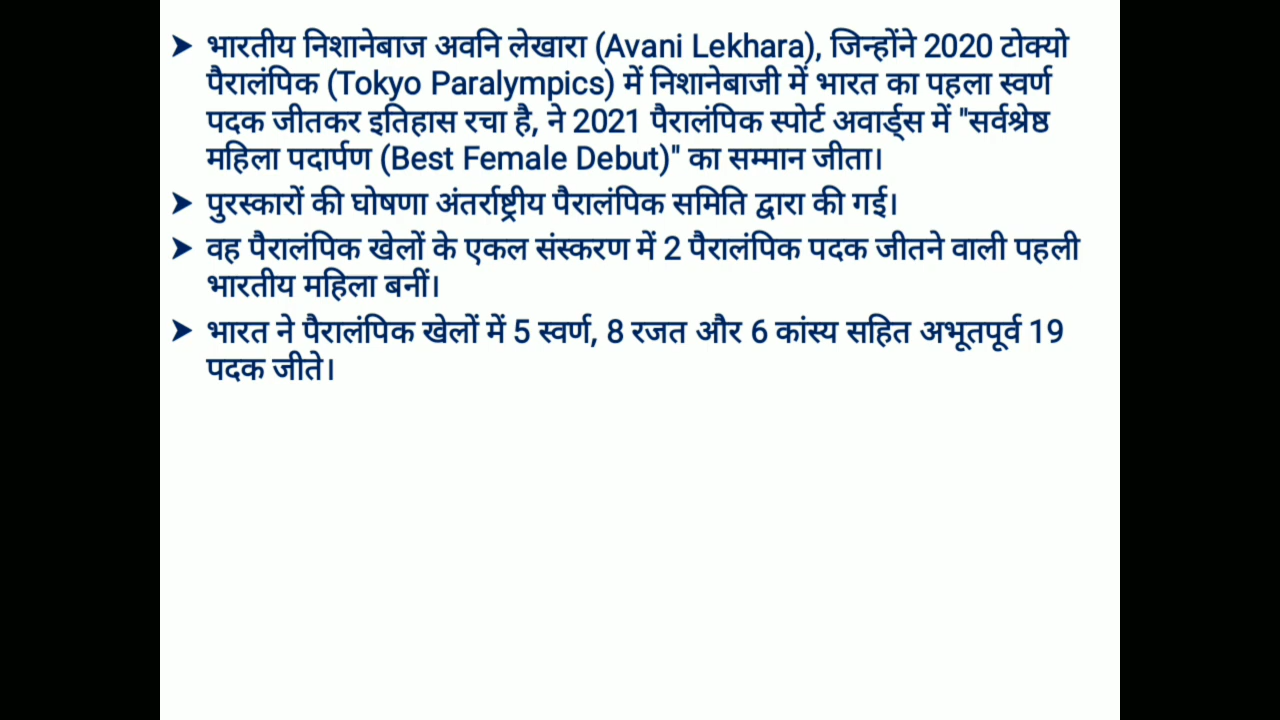 ➤ भारतीय निशानेबाज अवनि लेखारा (Avani Lekhara), जिन्होंने 2020 टोक्यो
पैरालंपिक (Tokyo Paralympics) में निशानेबाजी में भारत का पहला स्वर्ण
पदक जीतकर इतिहास रचा है, ने 2021 पैरालंपिक स्पोर्ट अवार्ड्स में "सर्वश्रेष्ठ
महिला पदार्पण (Best Female Debut)" का सम्मान जीता।
➤ पुरस्कारों की घोषणा अंतर्राष्ट्रीय पैरालंपिक समिति द्वारा की गई।
➤ वह पैरालंपिक खेलों के एकल संस्करण में 2 पैरालंपिक पदक जीतने वाली पहली
भारतीय महिला बनीं।
➤ भारत ने पैरालंपिक खेलों में 5 स्वर्ण, 8 रजत और 6 कांस्य सहित अभूतपूर्व 19
पदक जीते।